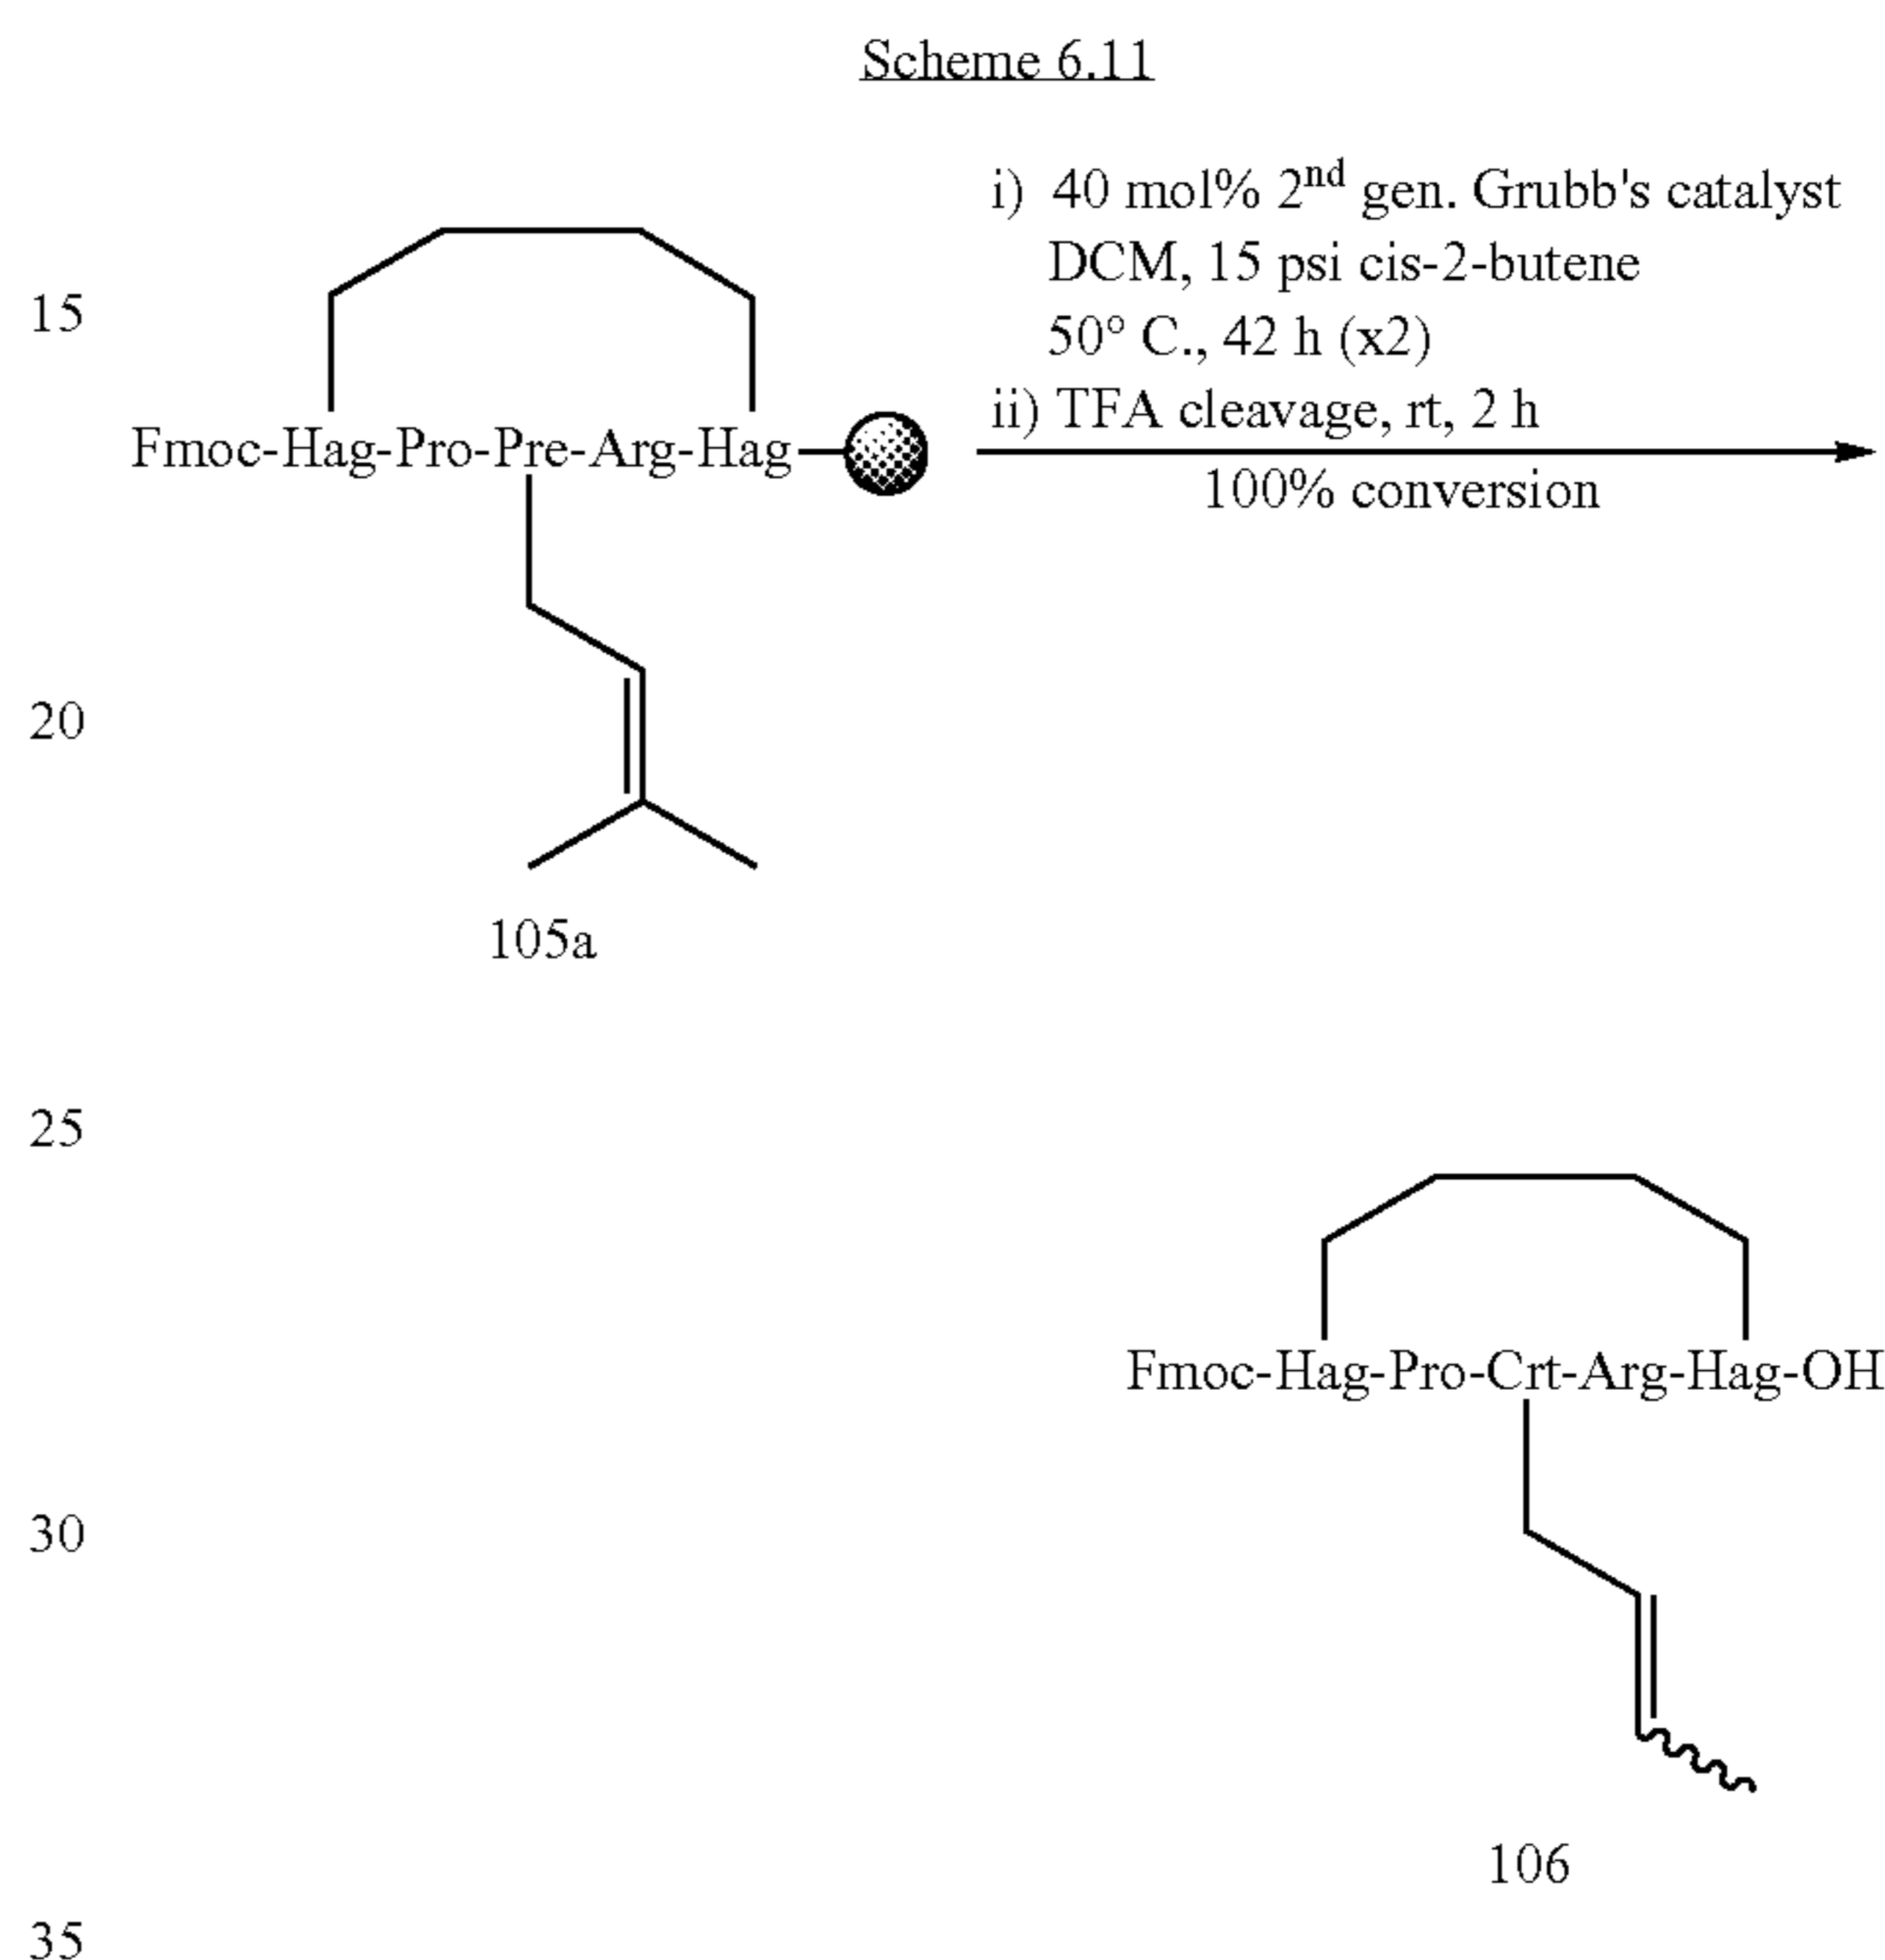 Scheme 6.11
i) 40 mol% 2nd gen. Grubb's catalyst
DCM, 15 psi cis-2-butene
50° C., 42 h (x2)
ii) TFA cleavage, rt, 2 h
100% conversion
15
Fmoc-Hag-Pro-Pre-Arg-Hag
20
105a
25
Fmoc-Hag-Pro-Crt-Arg-Hag-OH
30
106
35